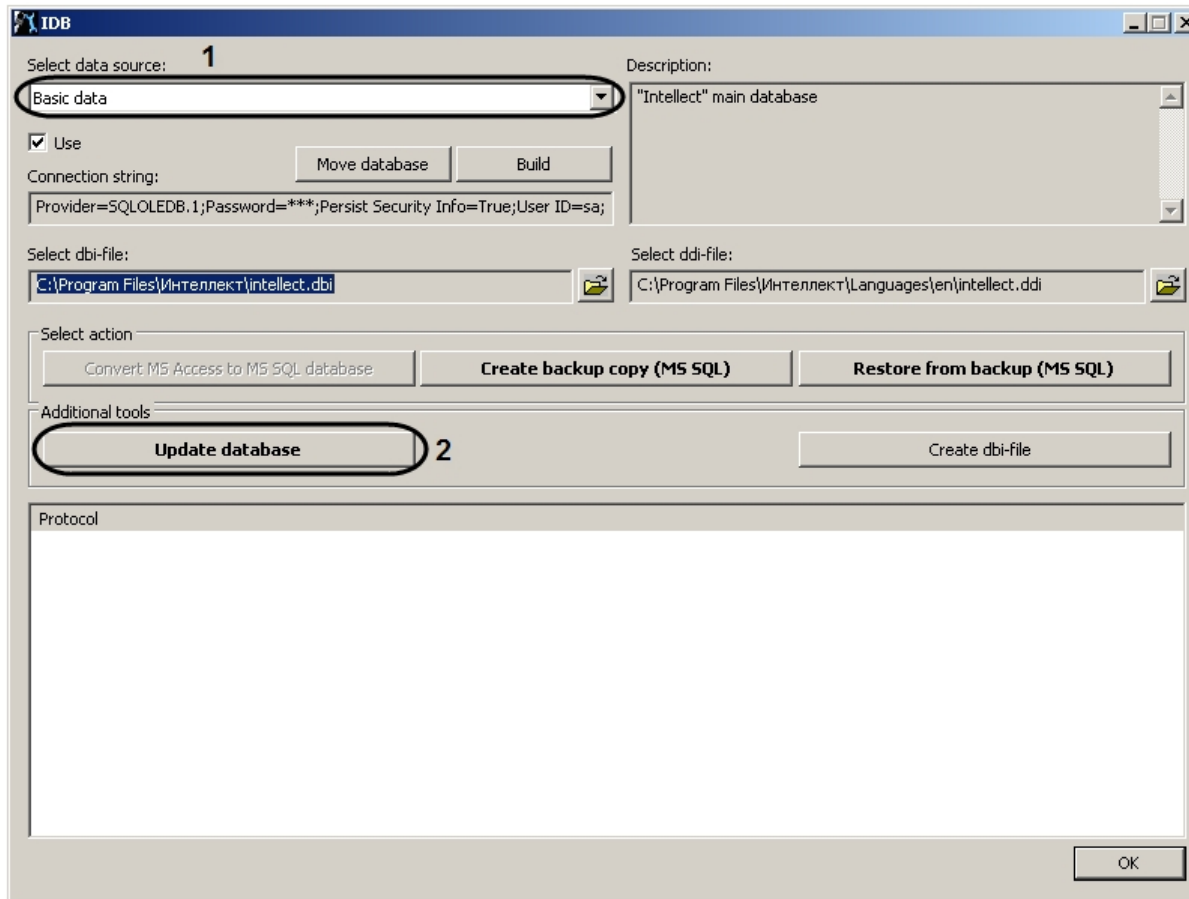 IDB
Select data source:
1
Description:
Basic data
"Intellect" main database
Use
Move database
Build
Connection string:
Provider=SQLOLEDB.1;Password=***;Persist Security Info=True;User ID=sa;
Select dbi-file:
Select ddi-file:
C:\Program Files\Интеллект\intellect.dbi
C:\Program Files\Интеллект\Languages\en\intellect.ddi
Select action
Convert MS Access to MS SQL database
Create backup copy (MS SQL)
Restore from backup (MS SQL)
Additional tools
Update database
2
Create dbi-file
Protocol
OK